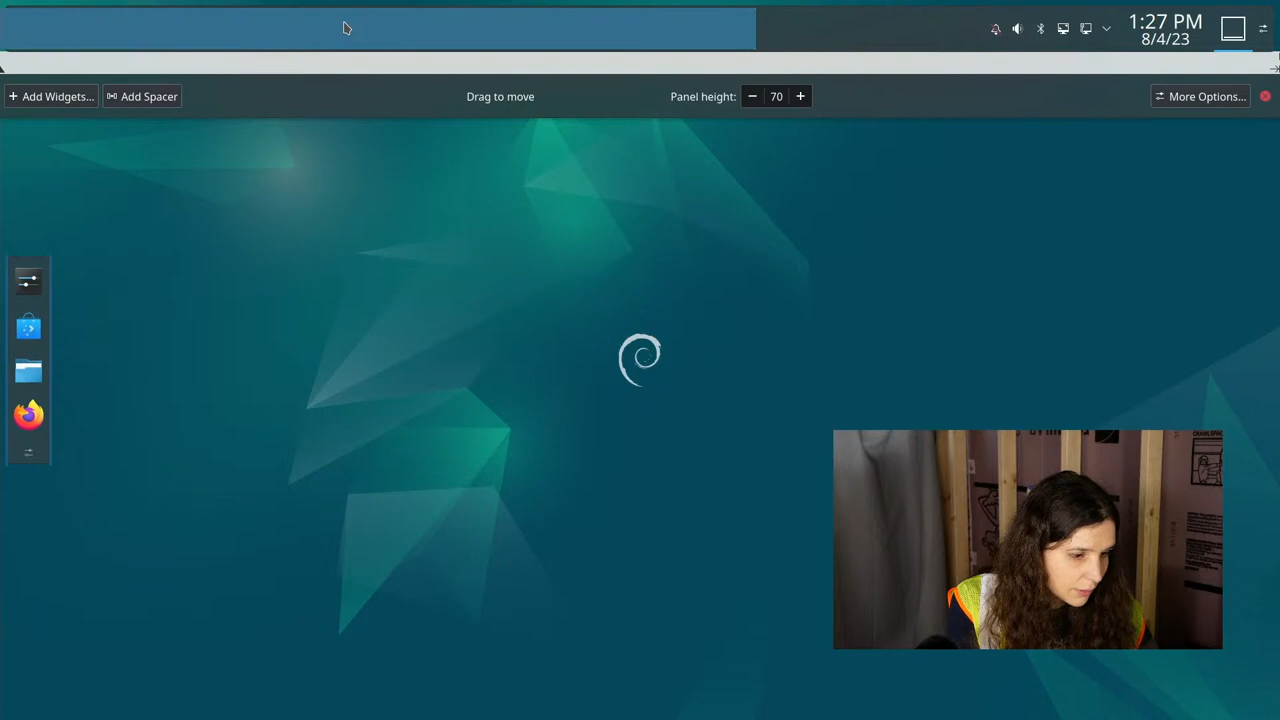 1:27 PM
8/4/23
Add Widgets...
Add Spacer
Drag to move
Panel height:
70
More Options...